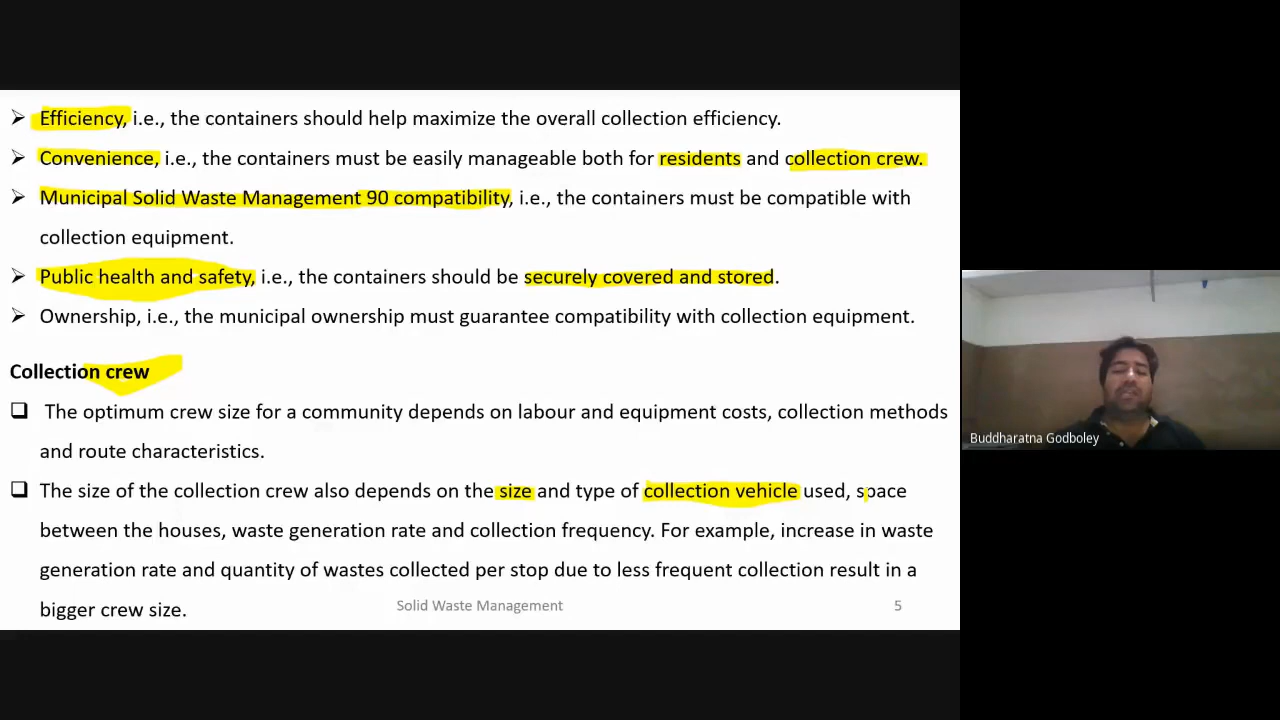 Efficiency, i.e., the containers should help maximize the overall collection efficiency.
Convenience, i.e., the containers must be easily manageable both for residents and collection crew.
Municipal Solid Waste Management 90 compatibility, i.e., the containers must be compatible with
collection equipment.
Public health and safety, i.e., the containers should be securely covered and stored.
Ownership, i.e., the municipal ownership must guarantee compatibility with collection equipment.
Collection crew
The optimum crew size for a community depends on labour and equipment costs, collection methods
and route characteristics.
The size of the collection crew also depends on the size and type of collection vehicle used, space
between the houses, waste generation rate and collection frequency. For example, increase in waste
generation rate and quantity of wastes collected per stop due to less frequent collection result in a
bigger crew size.
Solid Waste Management
5
Buddharatna Godboley